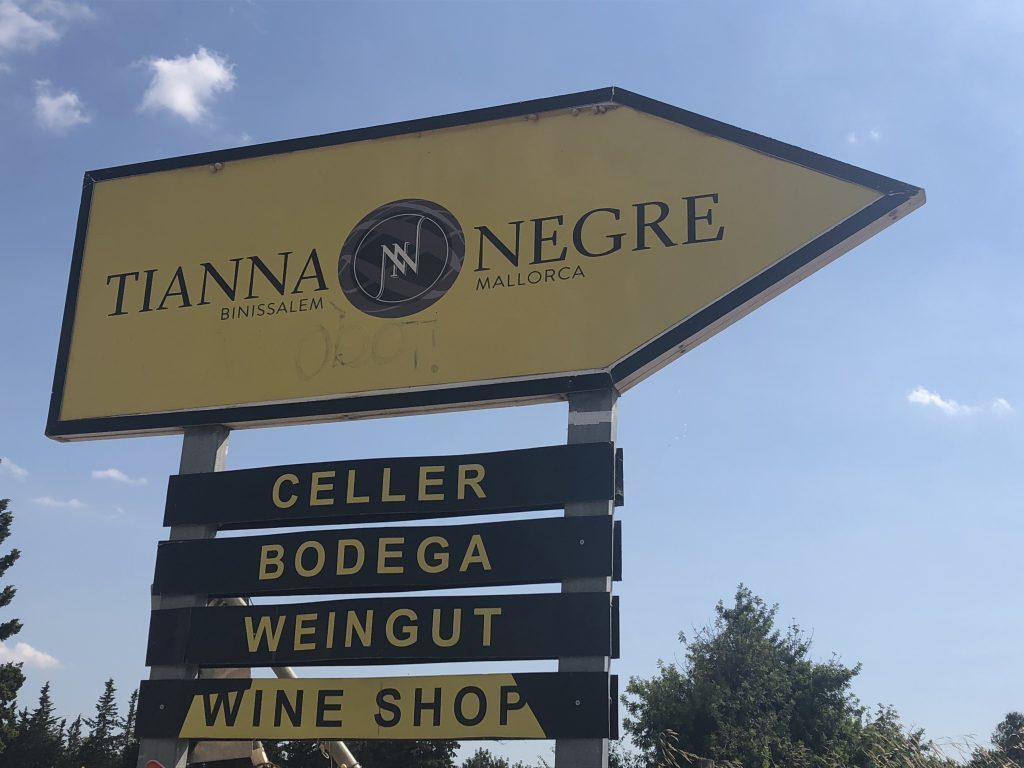 TIANNA NEGRE
BINISSALEM MALLORCA
CELLER
BODEGA
WEINGUT
WINE SHOP